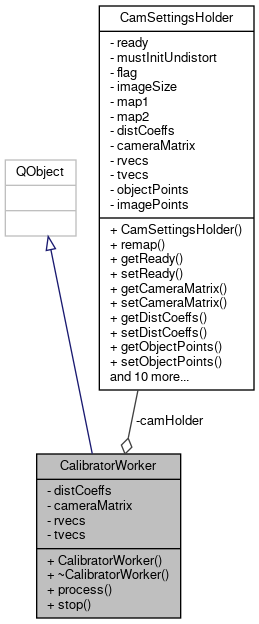 CamSettingsHolder
- ready
- mustInitUndistort
- flag
- imageSize
- map1
- map2
- distCoeffs
- cameraMatrix
- rvecs
- tvecs
- objectPoints
- imagePoints
+ CamSettingsHolder()
+ remap()
+ getReady()
+ setReady()
+ getCameraMatrix()
+ setCameraMatrix()
+ getDistCoeffs()
+ setDistCoeffs()
+ getObjectPoints()
+ setObjectPoints()
and 10 more...
QObject
-camHolder
CalibratorWorker
- distCoeffs
- cameraMatrix
- rvecs
- tvecs
+ CalibratorWorker()
+ ~CalibratorWorker()
+ process()
+ stop()